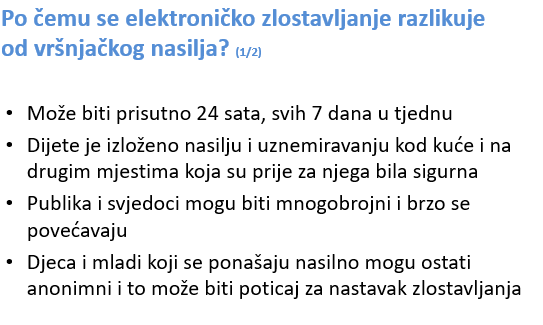 Po čemu se elektroničko zlostavljanje razlikuje
od vršnjačkog nasilja? (1/2)
• Može biti prisutno 24 sata, svih 7 dana u tjednu
• Dijete je izloženo nasilju i uznemiravanju kod kuće i na
drugim mjestima koja su prije za njega bila sigurna
• Publika i svjedoci mogu biti mnogobrojni i brzo se
povećavaju
• Djeca i mladi koji se ponašaju nasilno mogu ostati
anonimni i to može biti poticaj za nastavak zlostavljanja